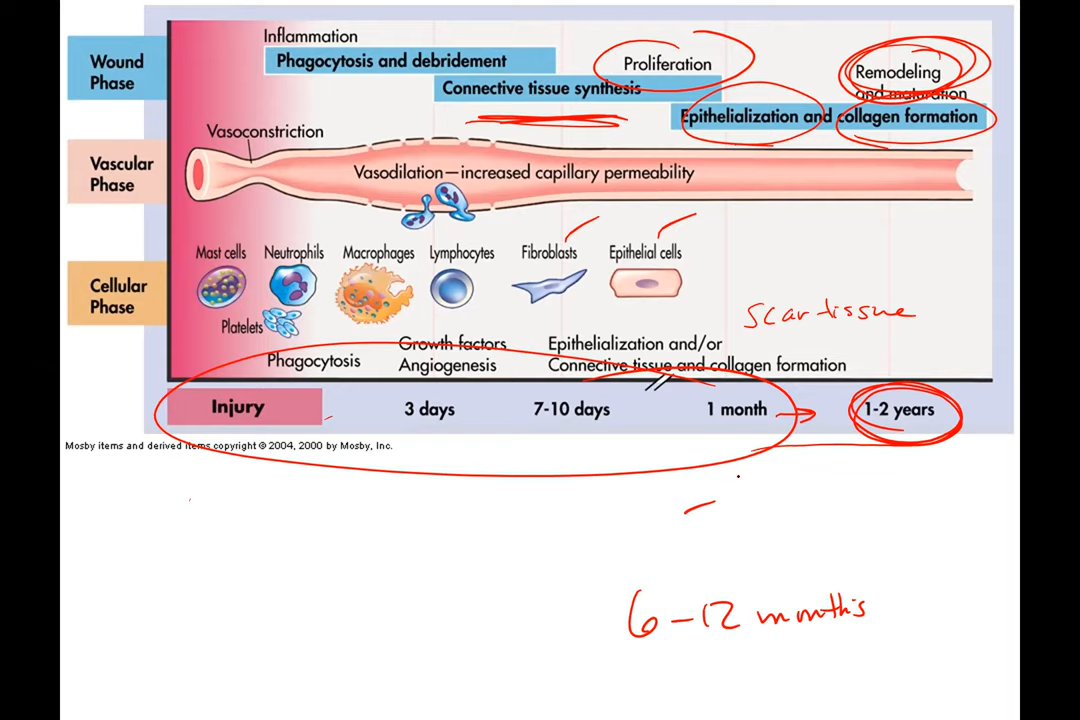 Inflammation
Wound
Phase
Phagocytosis and debridement
Proliferation
Connective tissue synthesis
Remodeling
and maturation
Epithelialization and collagen formation
Vasoconstriction
Vascular
Phase
Vasodilation—increased capillary permeability
Mast cells
Neutrophils
Macrophages
Lymphocytes
Fibroblasts
Epithelial cells
Cellular
Phase
Platelets
Scar tissue
Phagocytosis
Growth factors
Angiogenesis
Epithelialization and/or
Connective tissue and collagen formation
Injury
3 days
7-10 days
1 month
1-2 years
Mosby items and derived items copyright © 2004, 2000 by Mosby, Inc.
6-12 months